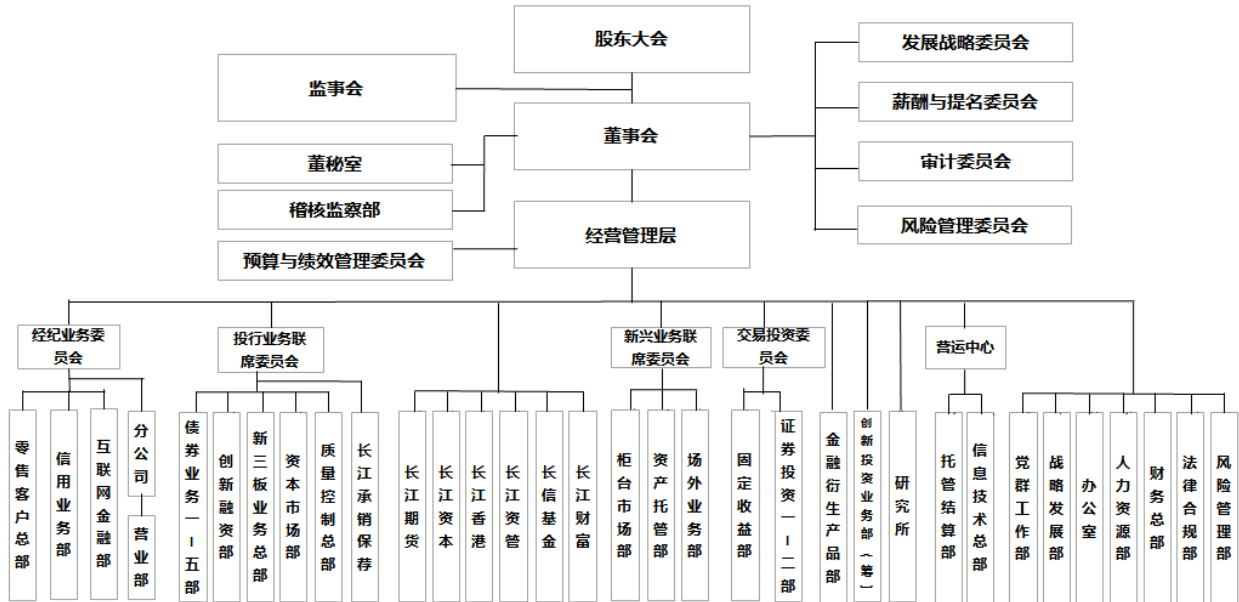 股东大会
监事会
董事会
董秘室
稽核监察部
经营管理层
预算与绩效管理委员会
发展战略委员会
薪酬与提名委员会
审计委员会
风险管理委员会
经纪业务委
员会
投行业务联
席委员会
新兴业务联
席委员会
交易投资委
员会
营运中心
零售客户总部
信用业务部
互联网金融部
分公司
营业部
债券业务一-五部
创新融资部
新三板业务总部
资本市场部
质量控制总部
长江承销保荐
长江期货
长江资本
长江香港
长江资管
长信基金
长江财富
柜台市场部
资产托管部
场外业务部
固定收益部
证券投资一-二部
金融衍生产品部
创新投资业务部（筹）
研究所
托管结算部
信息技术总部
党群工作部
战略发展部
办公室
人力资源部
财务总部
法律合规部
风险管理部